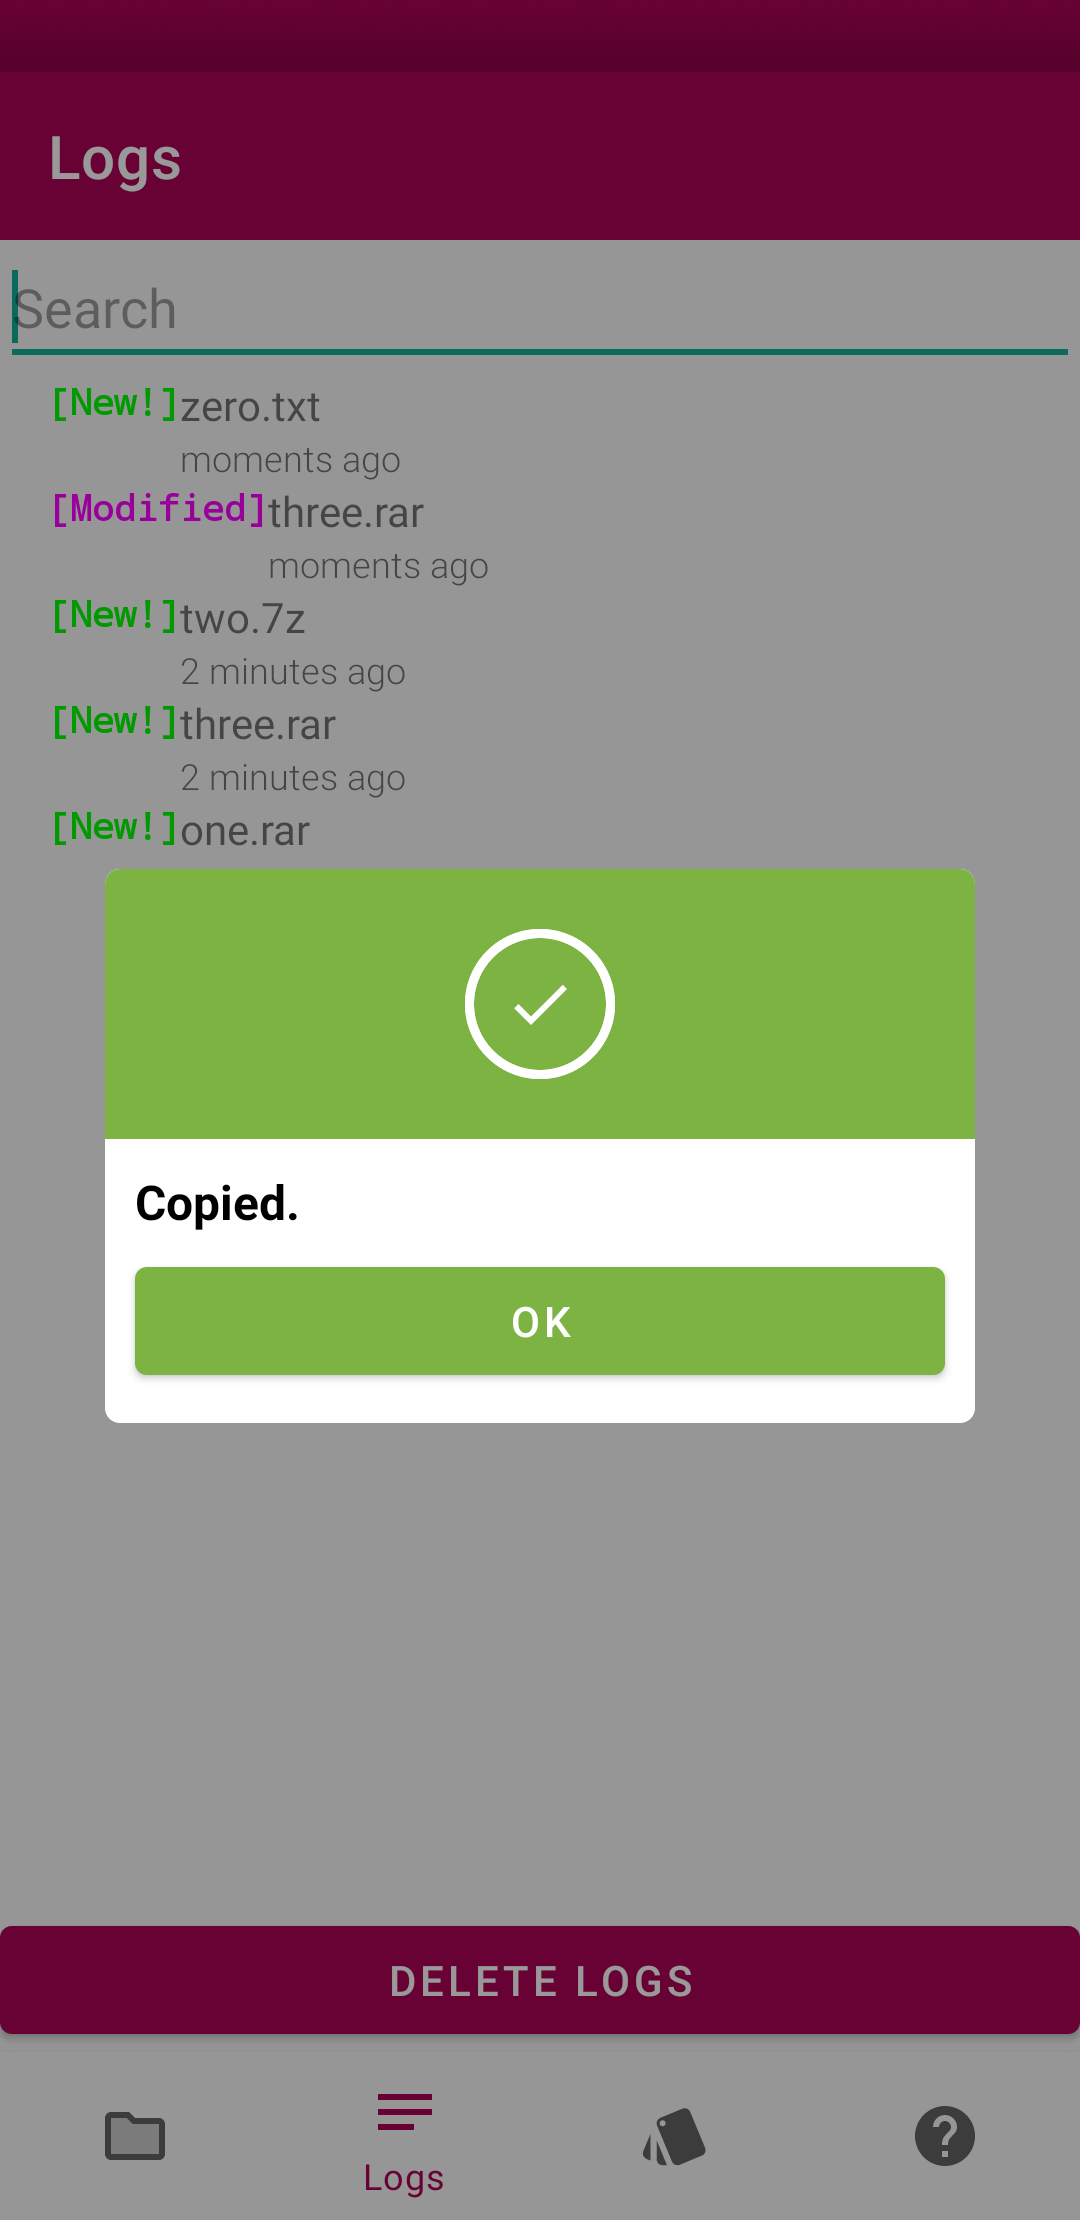 Logs
Search
[New!]zero.txt
moments ago
[Modified]three.rar
moments ago
[New!]two.7z
2 minutes ago
[New!]three.rar
2 minutes ago
[New!]one.rar
Copied.
OK
DELETE LOGS
Logs